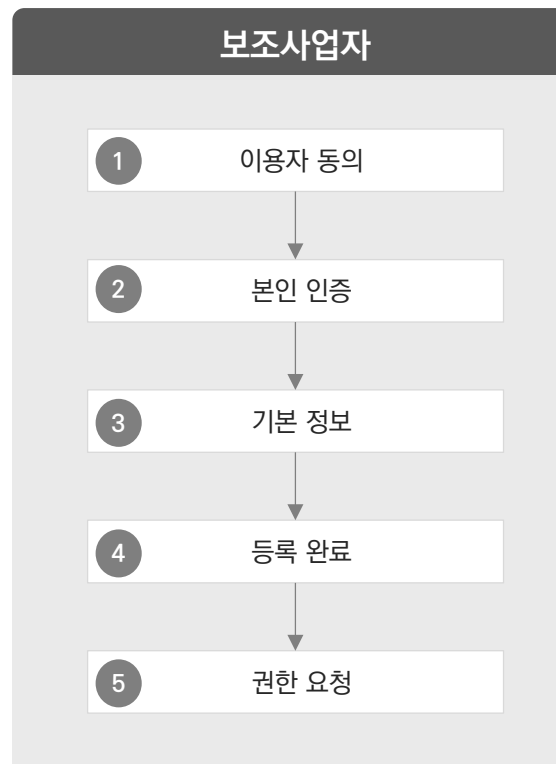 보조사업자
1 이용자 동의
2 본인 인증
3 기본 정보
4 등록 완료
5 권한 요청